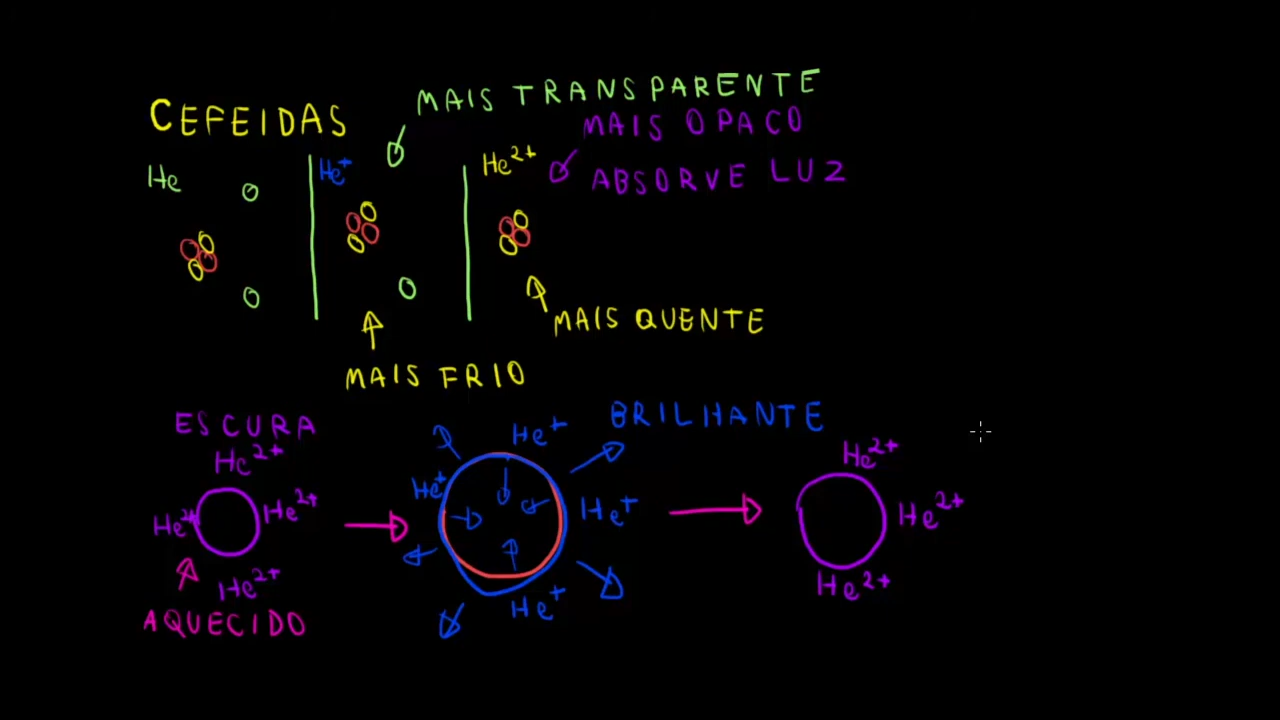 CEFEIDAS
MAIS TRANSPARENTE
MAIS OPACO
ABSORVE LUZ
He
He+
He2+
MAIS QUENTE
MAIS FRIO
ESCURA
He2+
He2+
He2+
He2+
AQUECIDO
BRILHANTE
He+
He+
He+
He+
He2+
He2+
He2+